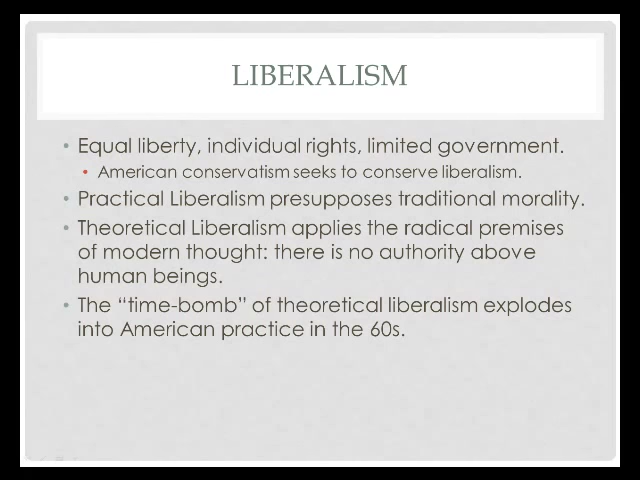 LIBERALISM
• Equal liberty, individual rights, limited government.
• American conservatism seeks to conserve liberalism.
• Practical Liberalism presupposes traditional morality.
• Theoretical Liberalism applies the radical premises
of modern thought: there is no authority above
human beings.
• The “time-bomb” of theoretical liberalism explodes
into American practice in the 60s.